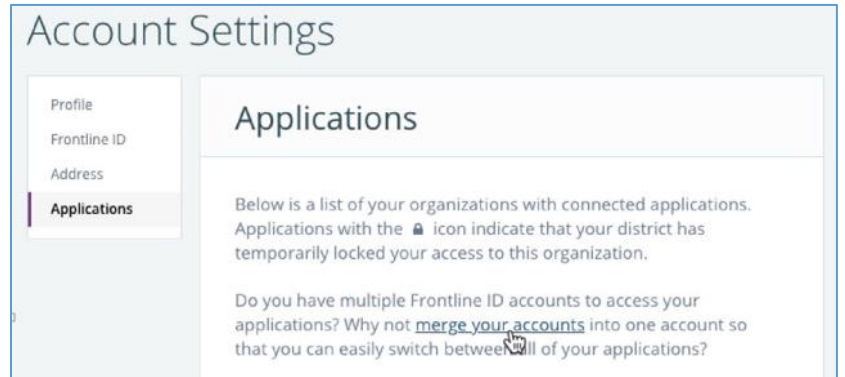 Account Settings
Profile
Frontline ID
Address
Applications
Applications
Below is a list of your organizations with connected applications.
Applications with the icon indicate that your district has
temporarily locked your access to this organization.
Do you have multiple Frontline ID accounts to access your
applications? Why not merge your accounts into one account so
that you can easily switch between all of your applications?